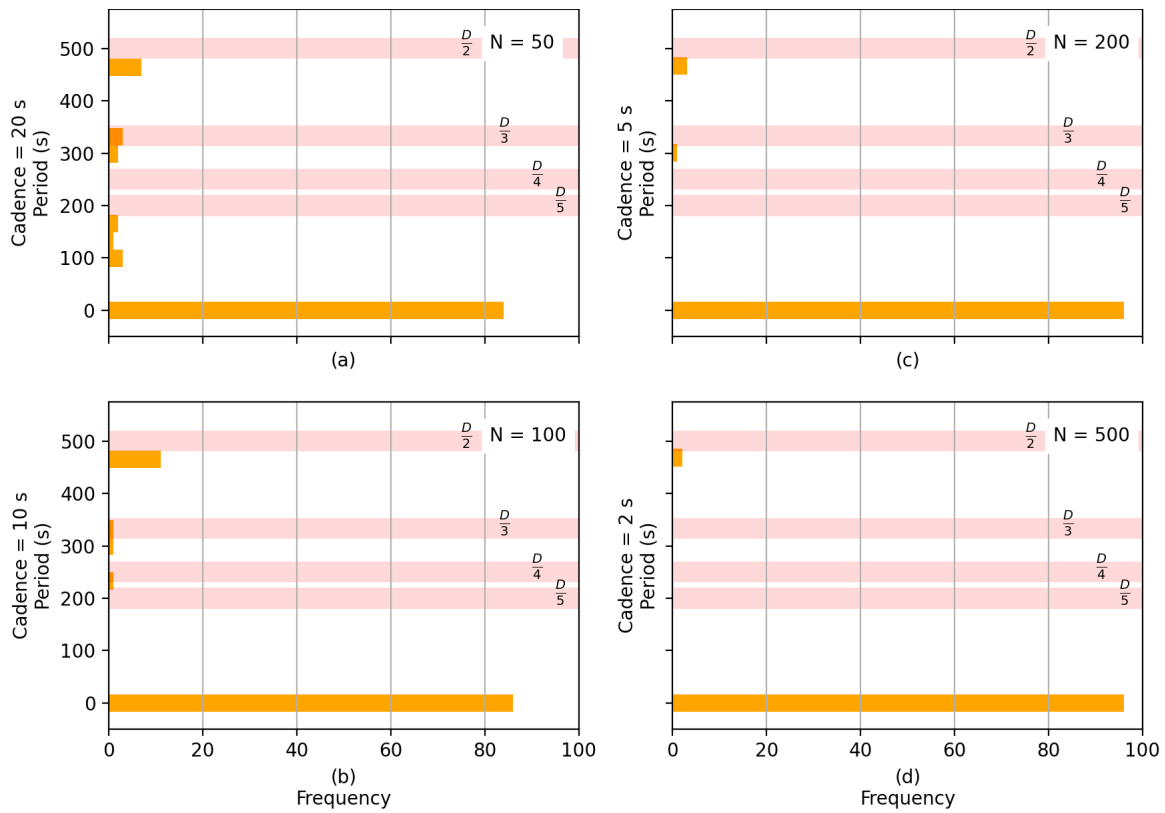 Cadence = 20 s
Period (s)
500
400
300
200
100
0
D/2
N = 50
D/3
D/4
D/5
(a)
Cadence = 5 s
Period (s)
D/2
N = 200
D/3
D/4
D/5
(c)
Cadence = 10 s
Period (s)
500
400
300
200
100
0
D/2
N = 100
D/3
D/4
D/5
0 20 40 60 80 100
(b)
Frequency
Cadence = 2 s
Period (s)
D/2
N = 500
D/3
D/4
D/5
0 20 40 60 80 100
(d)
Frequency